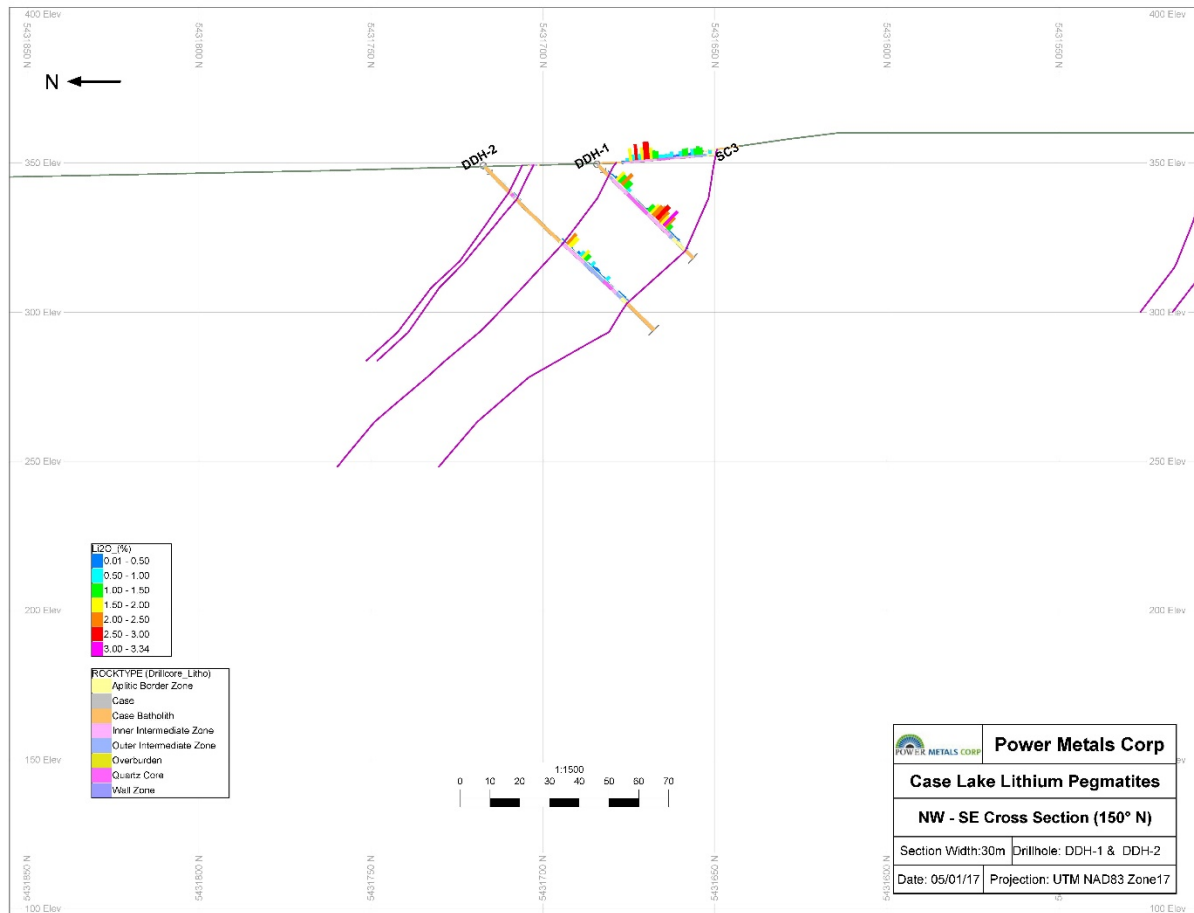 400 Elev
400 Elev
5431850 N
5431800 N
5431750 N
5431700 N
5431650 N
5431600 N
5431550 N
N
DDH-2
DDH-1
SC3
350 Elev
350 Elev
300 Elev
300 Elev
250 Elev
250 Elev
200 Elev
200 Elev
150 Elev
100 Elev
100 Elev
Li2O_(%)
0.01 - 0.50
0.50 - 1.00
1.00 - 1.50
1.50 - 2.00
2.00 - 2.50
2.50 - 3.00
3.00 - 3.34
ROCKTYPE (Drillcore_Litho)
Aplitic Border Zone
Case
Case Batholith
Inner Intermediate Zone
Outer Intermediate Zone
Overburden
Quartz Core
Wall Zone
1:1500
0 10 20 30 40 50 60 70
POWER METALS CORP
Power Metals Corp
Case Lake Lithium Pegmatites
NW - SE Cross Section (150° N)
Section Width:30m Drillhole: DDH-1 & DDH-2
Date: 05/01/17 Projection: UTM NAD83 Zone17
5431850 N
5431800 N
5431750 N
5431700 N
5431650 N
5431600 N
5431550 N